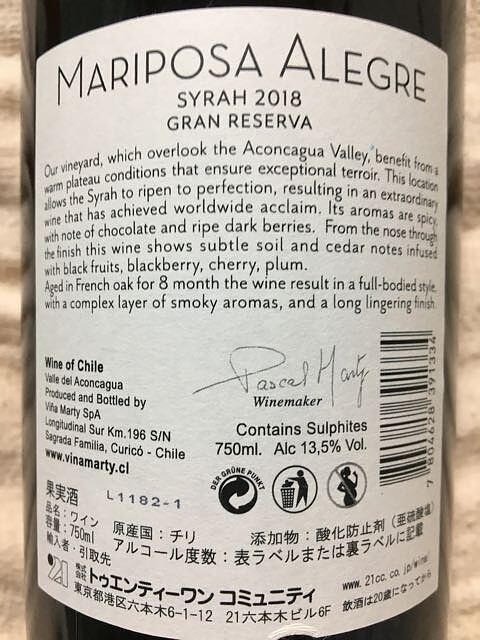 MARIPOSA ALEGRE
SYRAH 2018
GRAN RESERVA
Our vineyard, which overlook the Aconcagua Valley, benefit from a
warm plateau conditions that ensure exceptional terroir. This location
allows the Syrah to ripen to perfection, resulting in an extraordinary
wine that has achieved worldwide acclaim. Its aromas are spicy,
with note of chocolate and ripe dark berries. From the nose through
the finish this wine shows subtle soil and cedar notes infused
with black fruits, blackberry, cherry, plum.
Aged in French oak for 8 month the wine result in a full-bodied style,
with a complex layer of smoky aromas, and a long lingering finish.
Wine of Chile
Valle del Aconcagua
Produced and Bottled by
Viña Marty SpA
Longitudinal Sur Km.196 S/N
Sagrada Familia, Curicó - Chile
www.vinamarty.cl
Pascal Marty
Winemaker
Contains Sulphites
750ml. Alc 13,5% Vol.
DER GRÜNE PUNKT
7 804628 391334
L1182-1
果実酒
品名：ワイン
容量：750ml
輸入者・引取先
原産国：チリ
添加物：酸化防止剤（亜硫酸塩）
アルコール度数：表ラベルまたは裏ラベルに記載
21 株式会社 トゥエンティーワン コミュニティ
東京都港区六本木6-1-12 21六本木ビル6F
www.21cc.co.jp/wine/
飲酒は20歳になってから